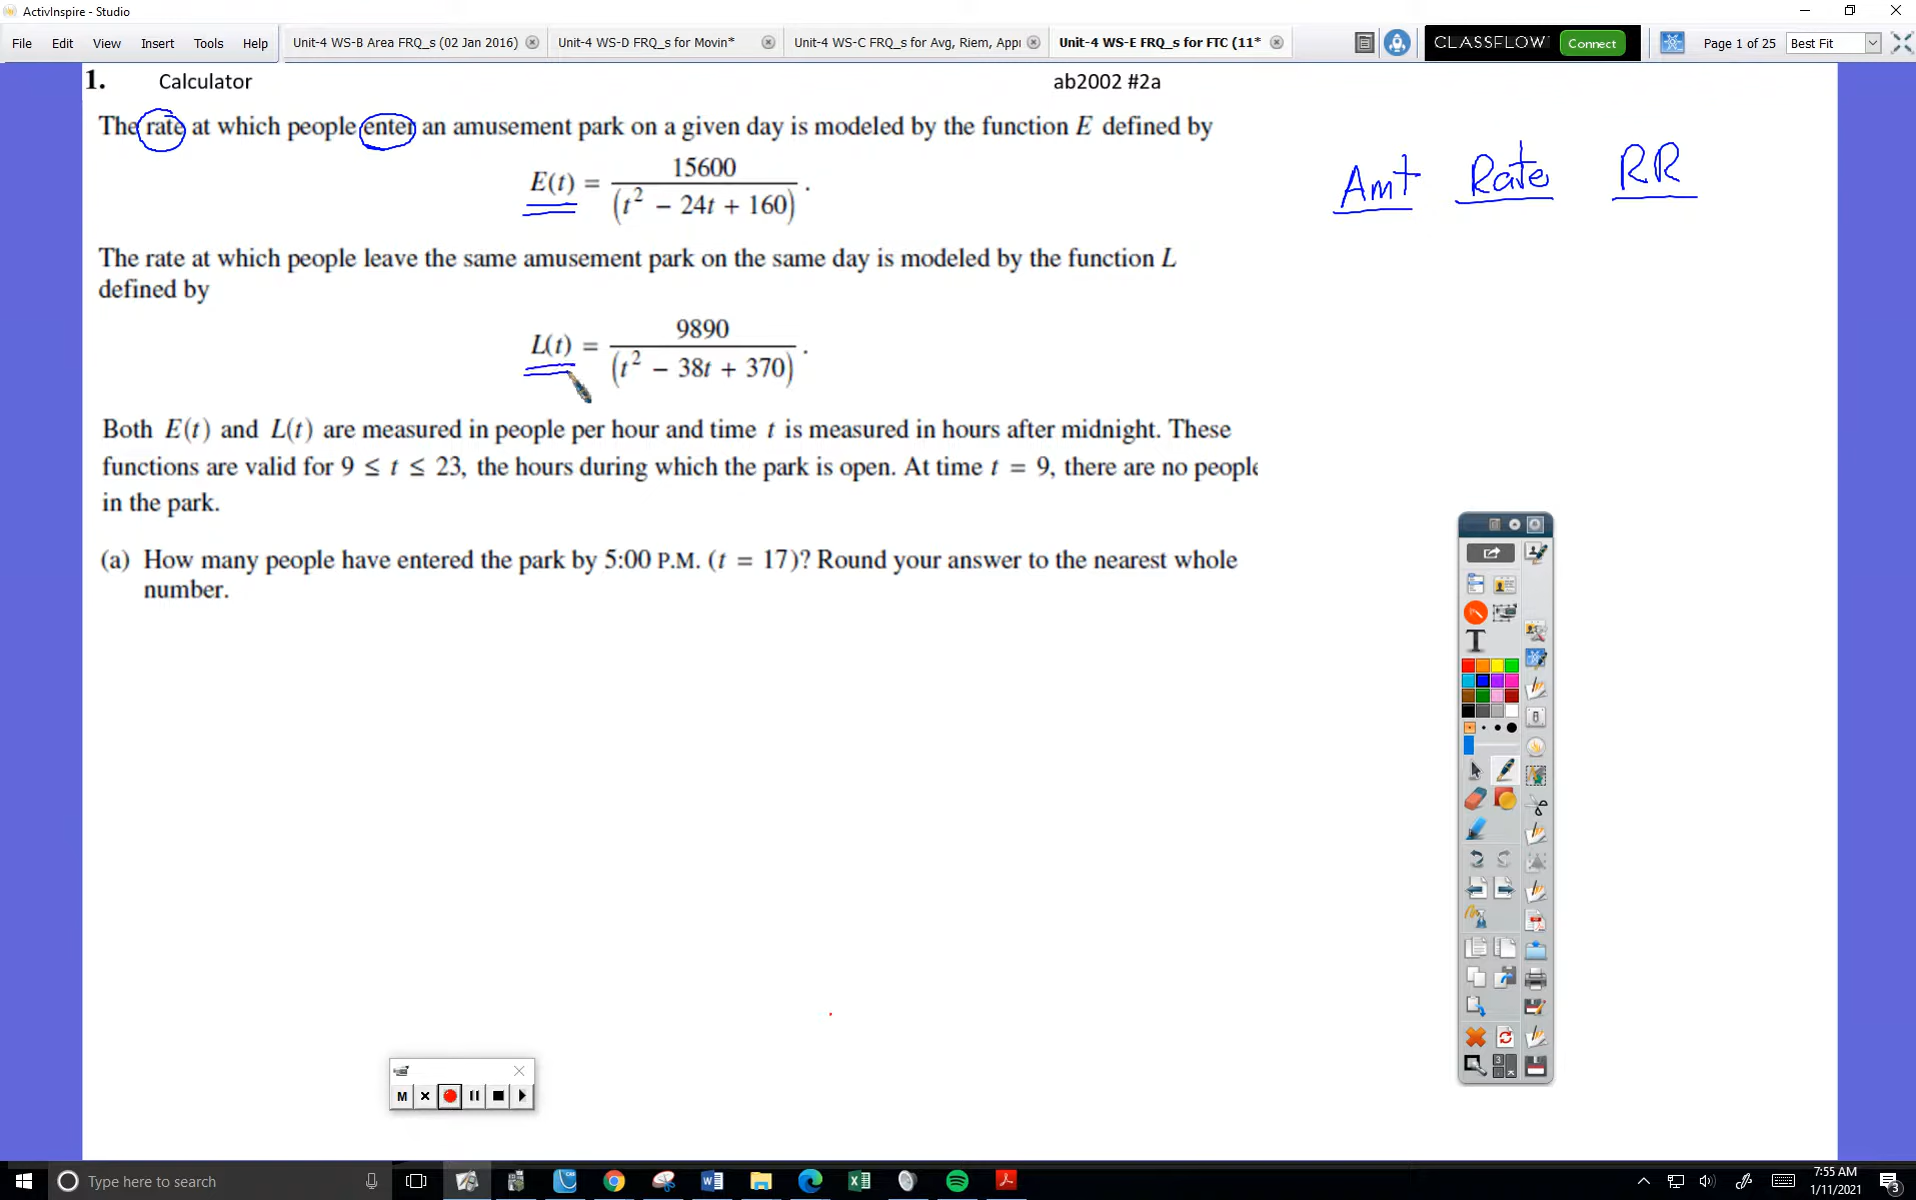 ActivInspire - Studio
File Edit View Insert Tools Help
Unit-4 WS-B Area FRQ_s (02 Jan 2016) Unit-4 WS-D FRQ_s for Movin* Unit-4 WS-C FRQ_s for Avg, Riem, Appr Unit-4 WS-E FRQ_s for FTC (11*
CLASSFLOW Connect Page 1 of 25 Best Fit
1. Calculator ab2002 #2a
The rate at which people enter an amusement park on a given day is modeled by the function E defined by
E(t) = 15600 / (t² − 24t + 160) .
Amt Rate RR
The rate at which people leave the same amusement park on the same day is modeled by the function L
defined by
L(t) = 9890 / (t² − 38t + 370) .
Both E(t) and L(t) are measured in people per hour and time t is measured in hours after midnight. These
functions are valid for 9 ≤ t ≤ 23, the hours during which the park is open. At time t = 9, there are no people
in the park.
(a) How many people have entered the park by 5:00 P.M. (t = 17)? Round your answer to the nearest whole
number.
T
M
Type here to search
7:55 AM
1/11/2021
3